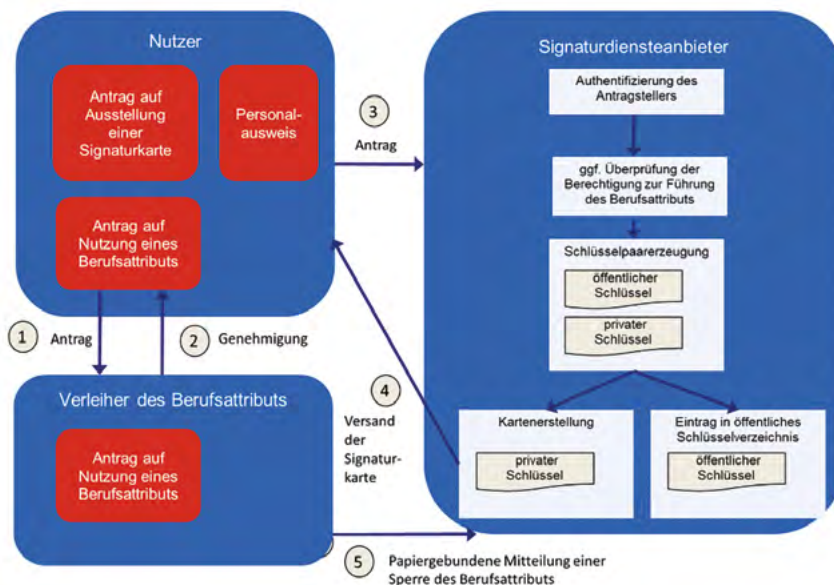 Nutzer
Antrag auf
Ausstellung
einer
Signaturkarte
Personal-
ausweis
Antrag auf
Nutzung eines
Berufsattributs
1
Antrag
2
Genehmigung
3
Antrag
Verleiher des Berufsattributs
Antrag auf
Nutzung eines
Berufsattributs
4
Versand
der
Signatur-
karte
5
Papiergebundene Mitteilung einer
Sperre des Berufsattributs
Signaturdiensteanbieter
Authentifizierung des
Antragstellers
ggf. Überprüfung der
Berechtigung zur Führung
des Berufsattributs
Schlüsselpaarerzeugung
öffentlicher
Schlüssel
privater
Schlüssel
Kartenerstellung
privater
Schlüssel
Eintrag in öffentliches
Schlüsselverzeichnis
öffentlicher
Schlüssel